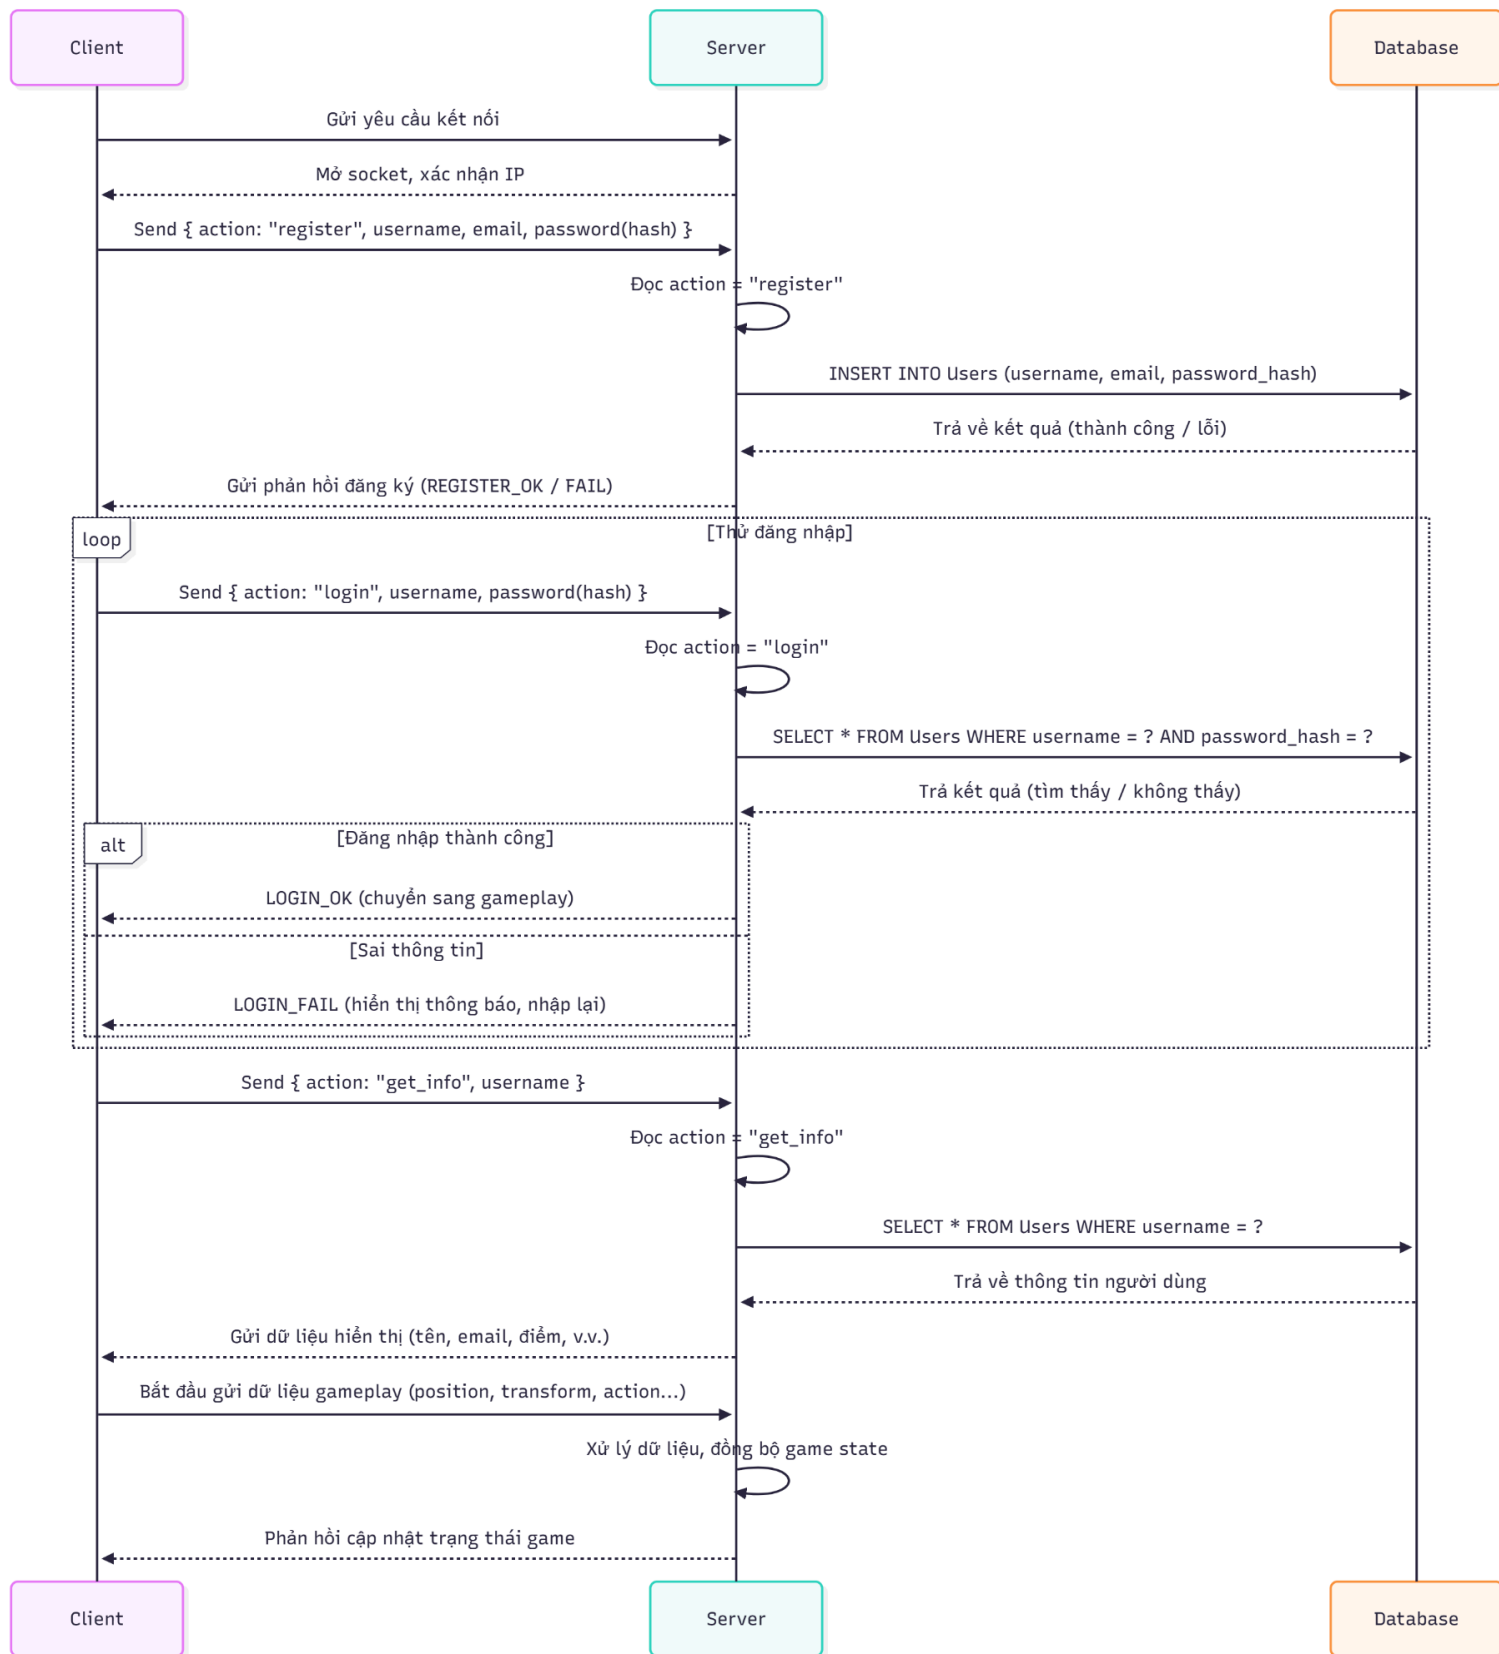 Client
Server
Database
Gửi yêu cầu kết nối
Mở socket, xác nhận IP
Send { action: "register", username, email, password(hash) }
Đọc action = "register"
INSERT INTO Users (username, email, password_hash)
Trả về kết quả (thành công / lỗi)
Gửi phản hồi đăng ký (REGISTER_OK / FAIL)
loop
[Thử đăng nhập]
Send { action: "login", username, password(hash) }
Đọc action = "login"
SELECT * FROM Users WHERE username = ? AND password_hash = ?
Trả kết quả (tìm thấy / không thấy)
alt
[Đăng nhập thành công]
LOGIN_OK (chuyển sang gameplay)
[Sai thông tin]
LOGIN_FAIL (hiển thị thông báo, nhập lại)
Send { action: "get_info", username }
Đọc action = "get_info"
SELECT * FROM Users WHERE username = ?
Trả về thông tin người dùng
Gửi dữ liệu hiển thị (tên, email, điểm, v.v.)
Bắt đầu gửi dữ liệu gameplay (position, transform, action...)
Xử lý dữ liệu, đồng bộ game state
Phản hồi cập nhật trạng thái game
Client
Server
Database